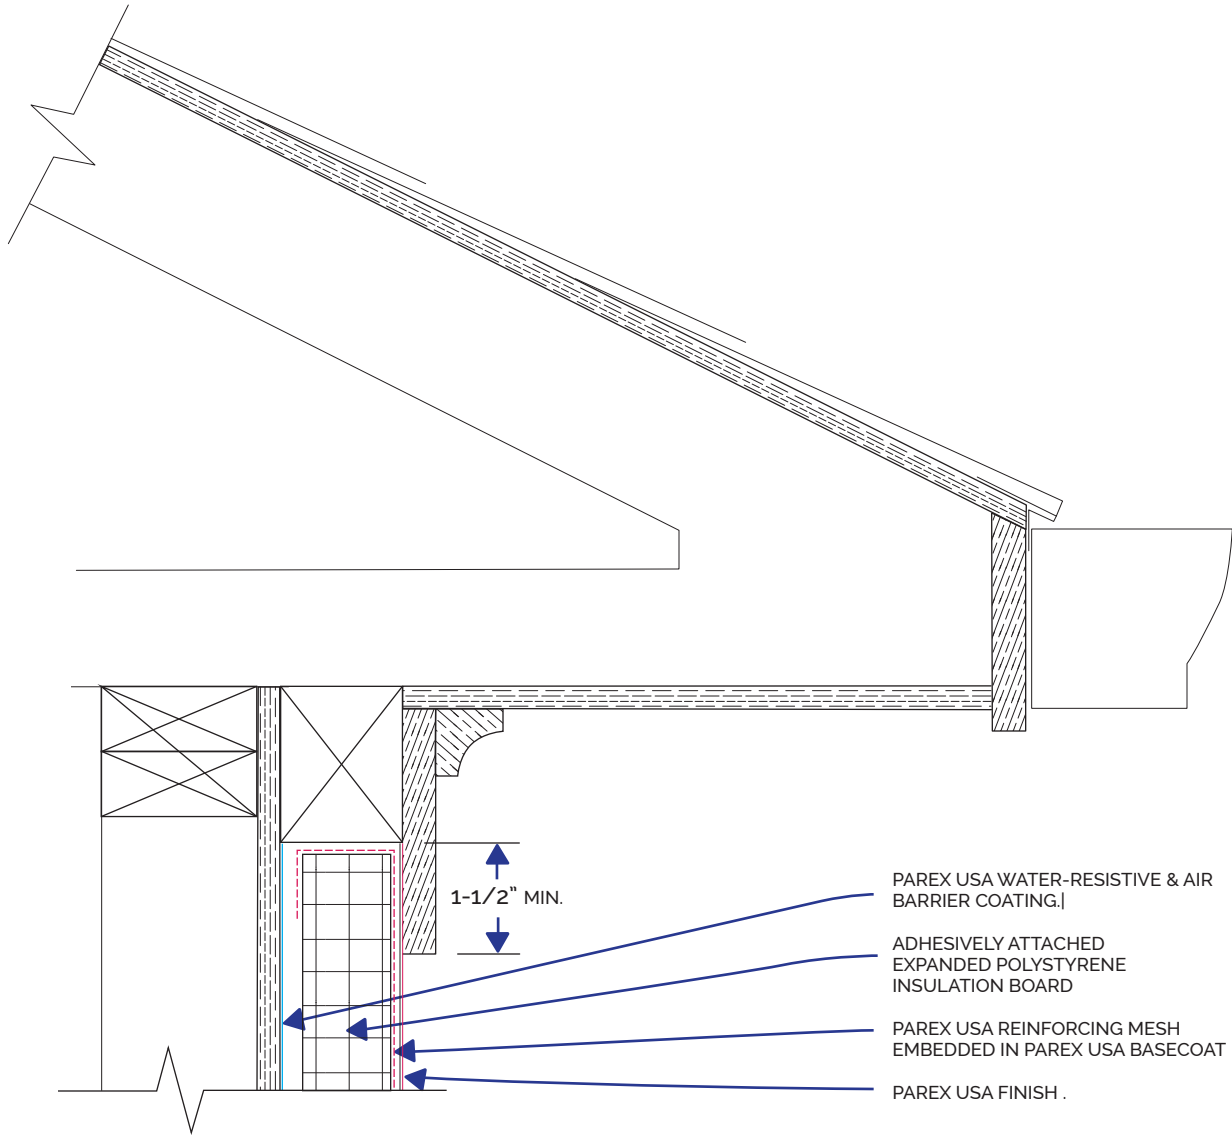 PAREX USA WATER-RESISTIVE & AIR
BARRIER COATING.|
1-1/2" MIN.
ADHESIVELY ATTACHED
EXPANDED POLYSTYRENE
INSULATION BOARD
PAREX USA REINFORCING MESH
EMBEDDED IN PAREX USA BASECOAT
PAREX USA FINISH .